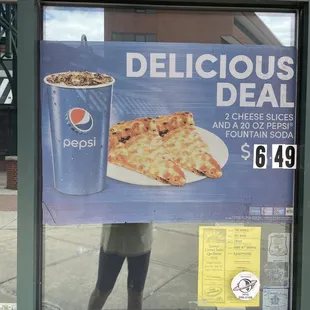 DELICIOUS
DEAL
2 CHEESE SLICES
AND A 20 OZ PEPSI®
FOUNTAIN SODA
$6.49
pepsi